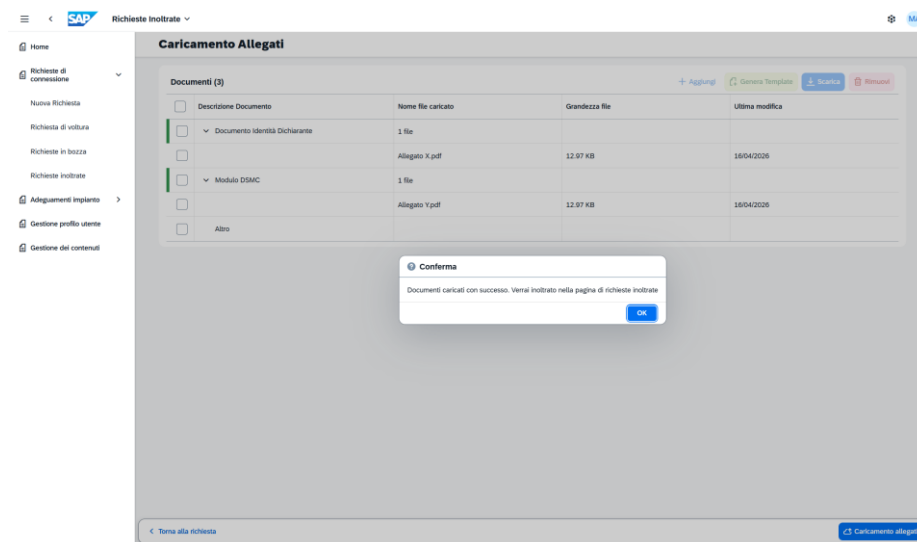 SAP Richieste Inoltrate
MA
Home
Richieste di
connessione
Nuova Richiesta
Richiesta di voltura
Richieste in bozza
Richieste inoltrate
Adeguamenti impianto
Gestione profilo utente
Gestione dei contenuti
Caricamento Allegati
Documenti (3)
Aggiungi Genera Template Scarica Rimuovi
Descrizione Documento Nome file caricato Grandezza file Ultima modifica
Documento Identità Dichiarante 1 file
Allegato X.pdf 12.97 KB 16/04/2026
Modulo DSMC 1 file
Allegato Y.pdf 12.97 KB 16/04/2026
Altro
Conferma
Documenti caricati con successo. Verrai inoltrato nella pagina di richieste inoltrate
OK
Torna alla richiesta
Caricamento allegati